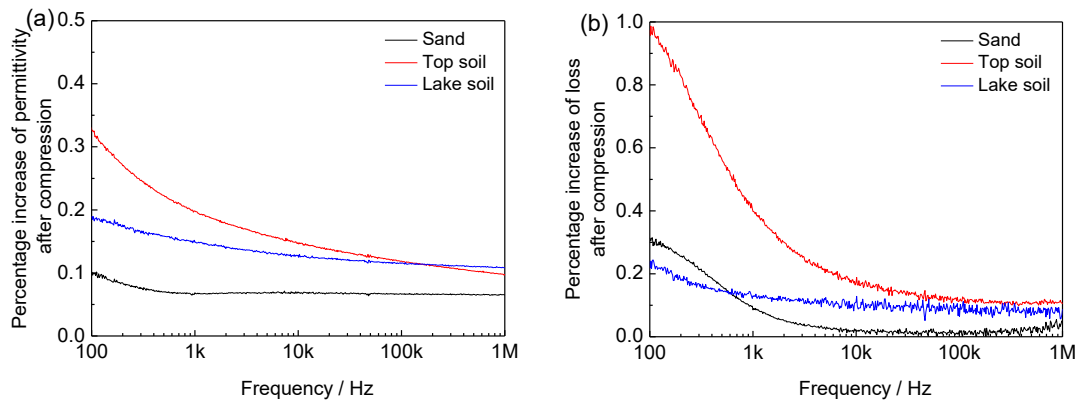 (a)
Percentage increase of permittivity
after compression
0.5
0.4
0.3
0.2
0.1
0.0
Sand
Top soil
Lake soil
100 1k 10k 100k 1M
Frequency / Hz
(b)
Percentage increase of loss
after compression
1.0
0.8
0.6
0.4
0.2
0.0
Sand
Top soil
Lake soil
100 1k 10k 100k 1M
Frequency / Hz